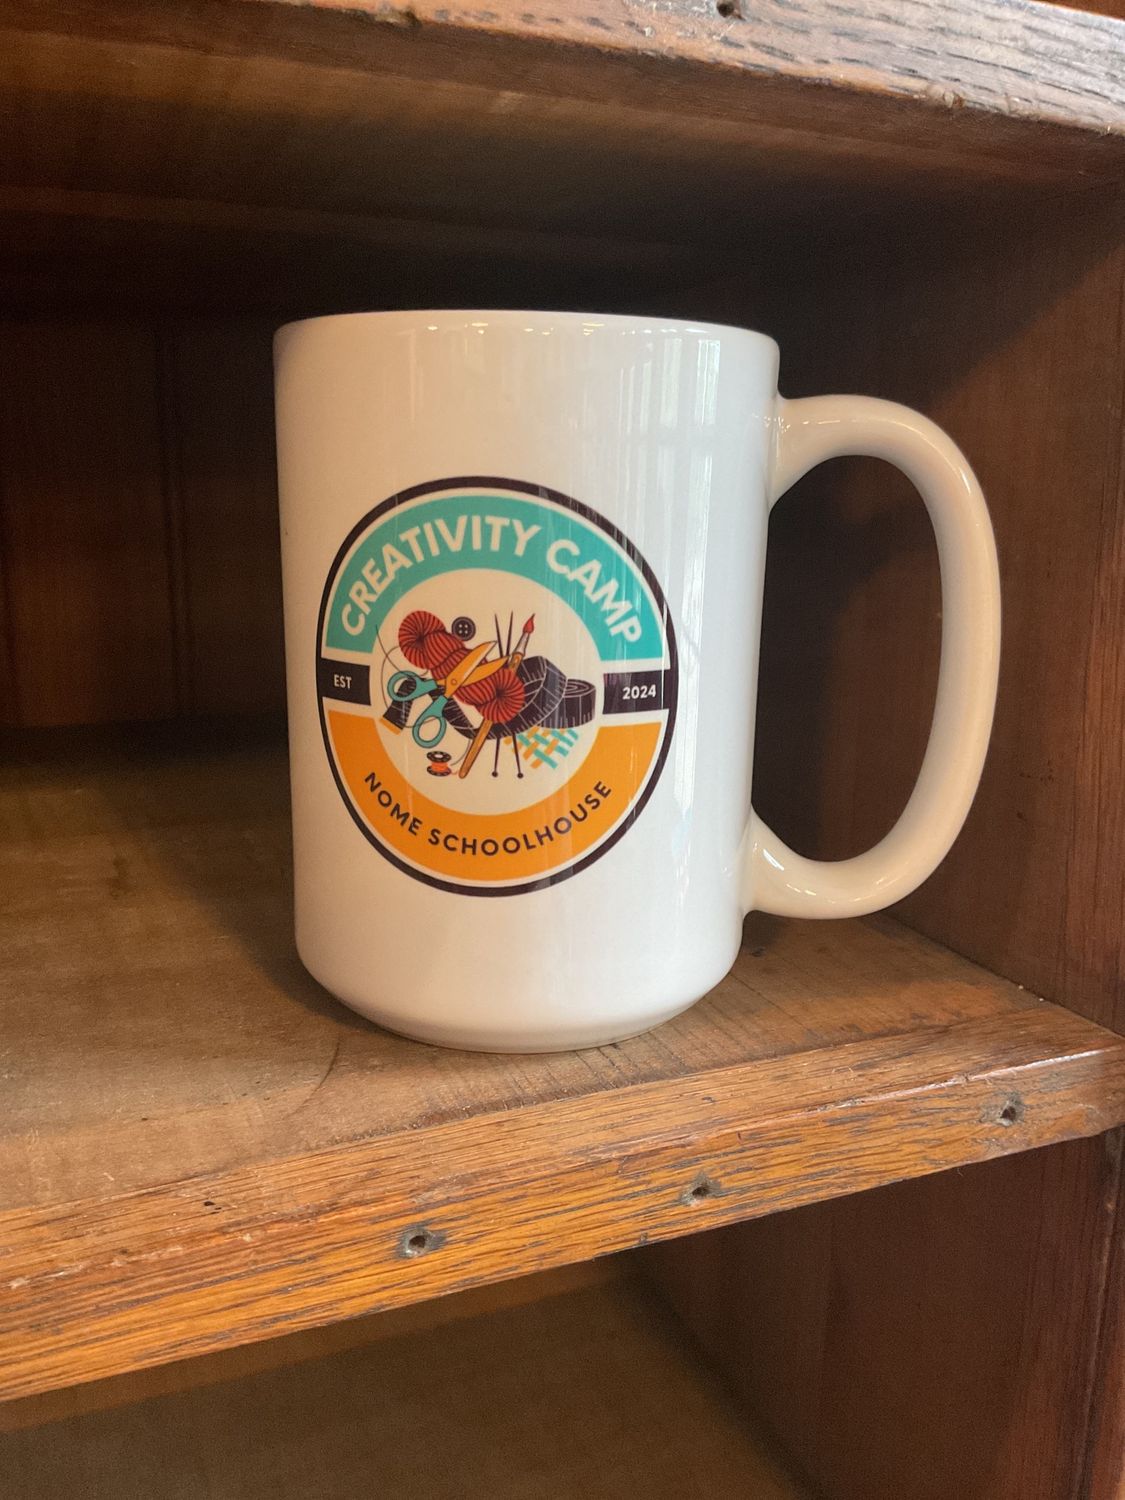 CREATIVITY CAMP
EST
2024
NOME SCHOOLHOUSE